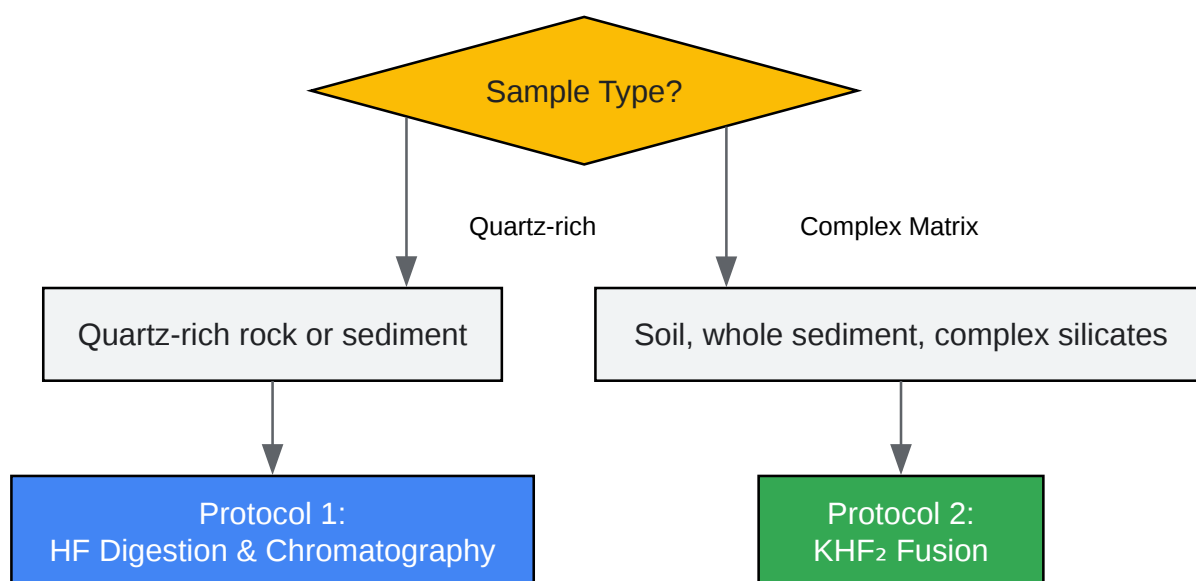 Sample Type?
Quartz-rich
Complex Matrix
Quartz-rich rock or sediment
Soil, whole sediment, complex silicates
Protocol 1:
HF Digestion & Chromatography
Protocol 2:
KHF₂ Fusion